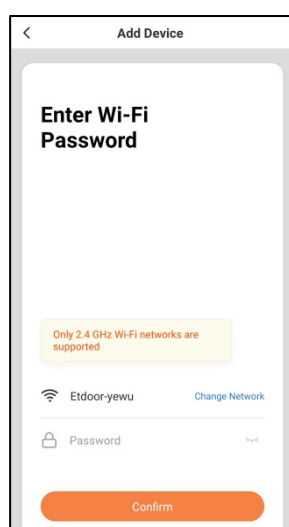 Add Device
Enter Wi-Fi
Password
Only 2.4 GHz Wi-Fi networks are
supported
Etdoor-yewu Change Network
Password
Confirm